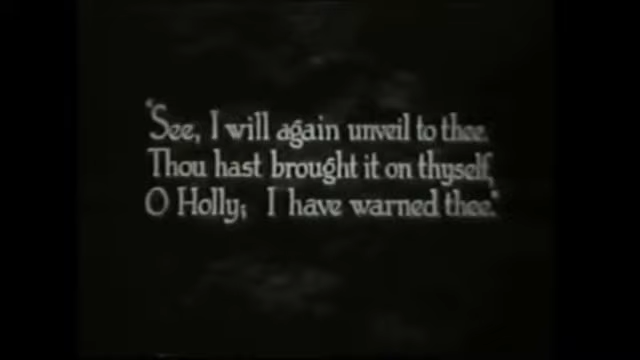 "See, I will again unveil to thee.
Thou hast brought it on thyself,
O Holly; I have warned thee."